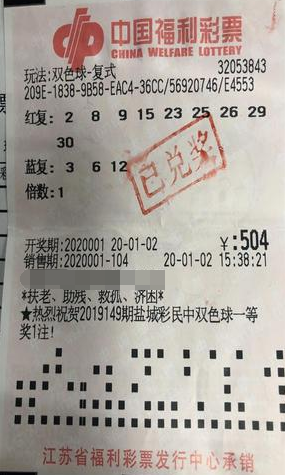 中国福利彩票
CHINA WELFARE LOTTERY
玩法:双色球-复式 32053843
209E-1838-9B58-EAC4-36CC/56920746/E4553
红复: 2 8 9 15 23 25 26 29
30
蓝复: 3 6 12
倍数:1
已兑奖
开奖期:2020001 20-01-02 ¥:504
销售期:2020001-104 20-01-02 15:38:21
*扶老、助残、救孤、济困*
★热烈祝贺2019149期盐城彩民中双色球一等
奖1注!
江苏省福利彩票发行中心承销